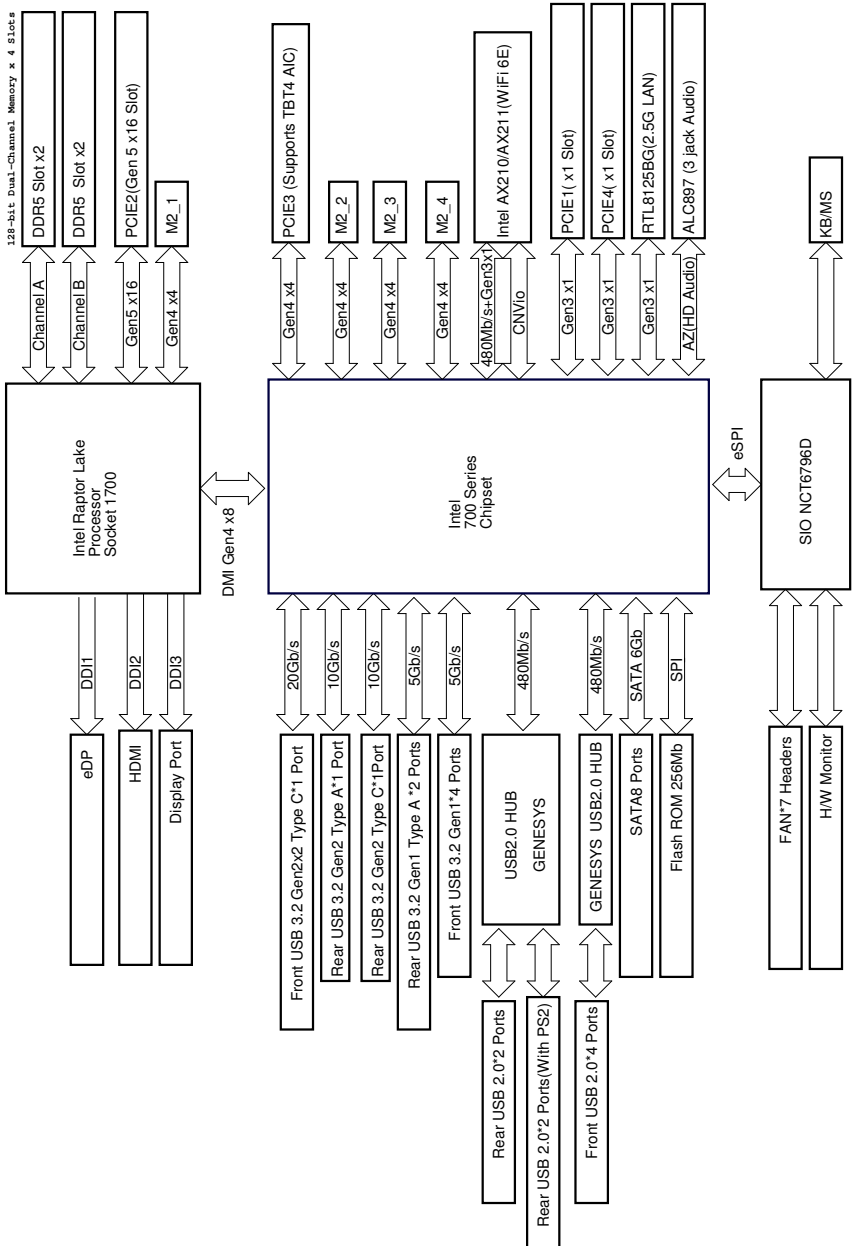 128-bit Dual-Channel Memory x 4 Slots
DDR5 Slot x2
DDR5 Slot x2
PCIE2(Gen 5 x16 Slot)
M2_1
Channel A
Channel B
Gen5 x16
Gen4 x4
Intel Raptor Lake
Processor
Socket 1700
DDI1
DDI2
DDI3
eDP
HDMI
Display Port
DMI Gen4 x8
PCIE3 (Supports TBT4 AIC)
M2_2
M2_3
M2_4
Intel AX210/AX211(WiFi 6E)
PCIE1( x1 Slot)
PCIE4( x1 Slot)
RTL8125BG(2.5G LAN)
ALC897 (3 jack Audio)
Gen4 x4
Gen4 x4
Gen4 x4
Gen4 x4
480Mb/s+Gen3x1
CNVio
Gen3 x1
Gen3 x1
Gen3 x1
AZ(HD Audio)
Intel
700 Series
Chipset
20Gb/s
10Gb/s
10Gb/s
5Gb/s
5Gb/s
480Mb/s
480Mb/s
SATA 6Gb
SPI
Front USB 3.2 Gen2x2 Type C*1 Port
Rear USB 3.2 Gen2 Type A*1 Port
Rear USB 3.2 Gen2 Type C*1Port
Rear USB 3.2 Gen1 Type A *2 Ports
Front USB 3.2 Gen1*4 Ports
USB2.0 HUB
GENESYS
GENESYS USB2.0 HUB
SATA8 Ports
Flash ROM 256Mb
Rear USB 2.0*2 Ports
Rear USB 2.0*2 Ports(With PS2)
Front USB 2.0*4 Ports
eSPI
KB/MS
SIO NCT6796D
FAN*7 Headers
H/W Monitor